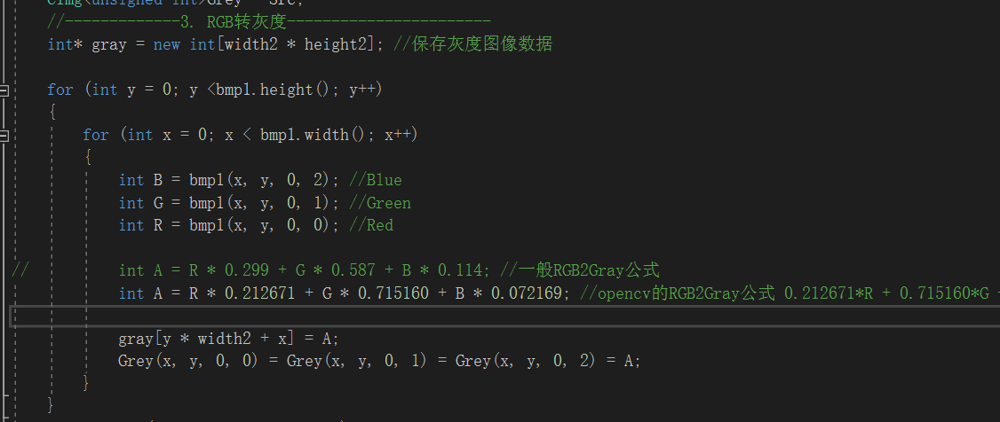 CImg<unsigned int>Grey = Src;
//-------------3. RGB转灰度-----------------------
int* gray = new int[width2 * height2]; //保存灰度图像数据
for (int y = 0; y <bmp1.height(); y++)
{
for (int x = 0; x < bmp1.width(); x++)
{
int B = bmp1(x, y, 0, 2); //Blue
int G = bmp1(x, y, 0, 1); //Green
int R = bmp1(x, y, 0, 0); //Red
// int A = R * 0.299 + G * 0.587 + B * 0.114; //一般RGB2Gray公式
int A = R * 0.212671 + G * 0.715160 + B * 0.072169; //opencv的RGB2Gray公式 0.212671*R + 0.715160*G
gray[y * width2 + x] = A;
Grey(x, y, 0, 0) = Grey(x, y, 0, 1) = Grey(x, y, 0, 2) = A;
}
}